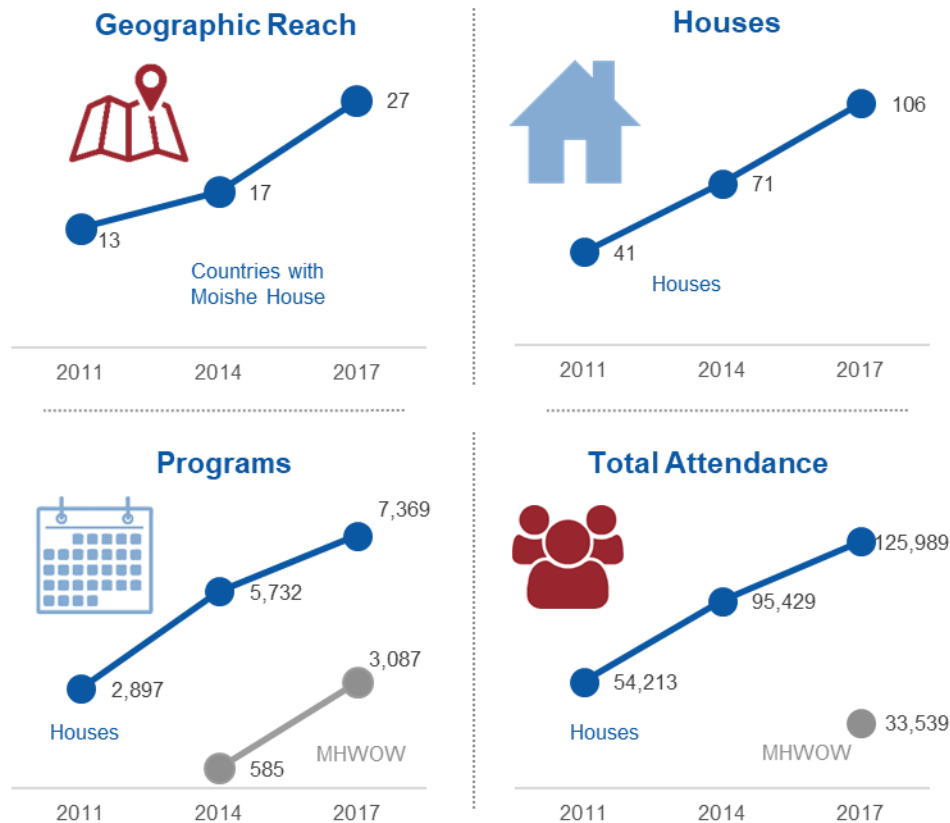 Geographic Reach
27
17
13
Countries with
Moishe House
2011 2014 2017
Houses
106
71
41
Houses
2011 2014 2017
Programs
7,369
5,732
2,897
3,087
Houses
MHWOW
585
2011 2014 2017
Total Attendance
125,989
95,429
54,213
33,539
Houses
MHWOW
2011 2014 2017